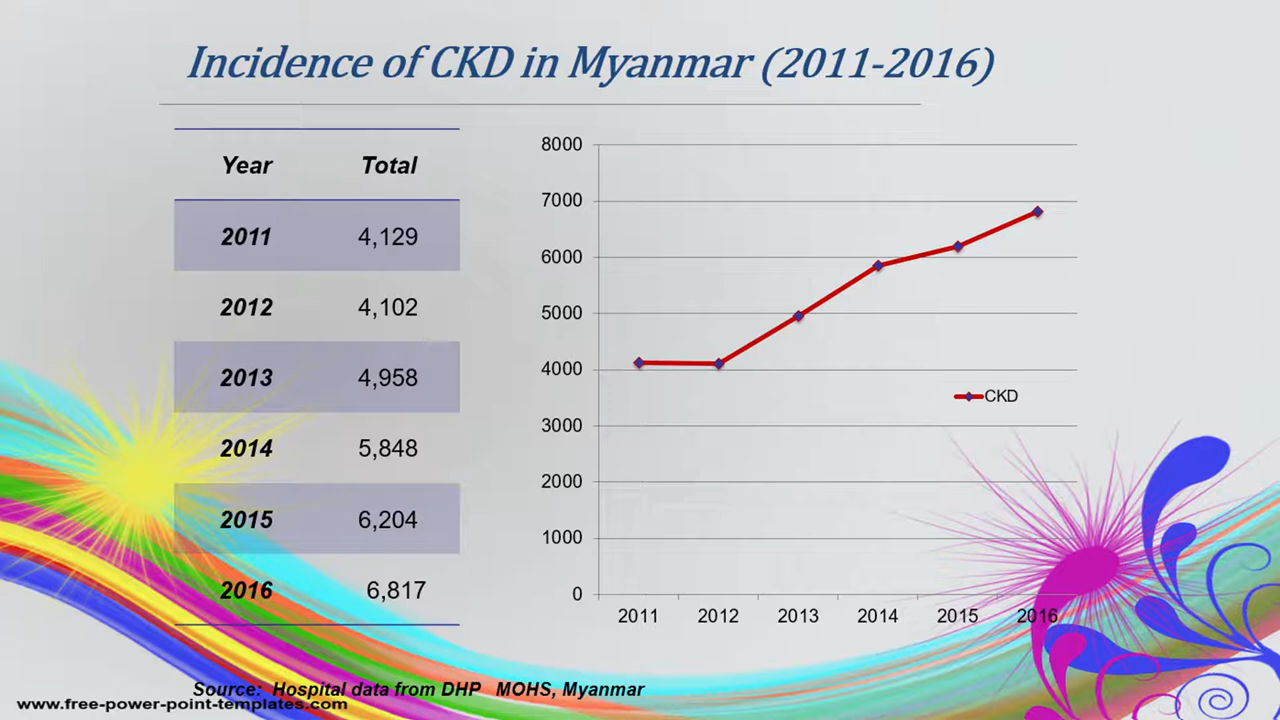 Incidence of CKD in Myanmar (2011-2016)
Year Total
2011 4,129
2012 4,102
2013 4,958
2014 5,848
2015 6,204
2016 6,817
8000
7000
6000
5000
4000
3000
2000
1000
0
CKD
2011 2012 2013 2014 2015 2016
Source: Hospital data from DHP MOHS, Myanmar
www.free-power-point-templates.com